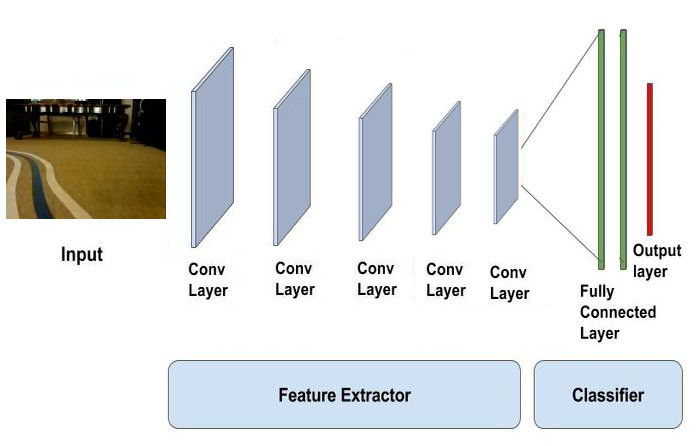 Input
Conv
Layer
Conv
Layer
Conv
Layer
Conv
Layer
Conv
Layer
Fully
Connected
Layer
Output
layer
Feature Extractor
Classifier